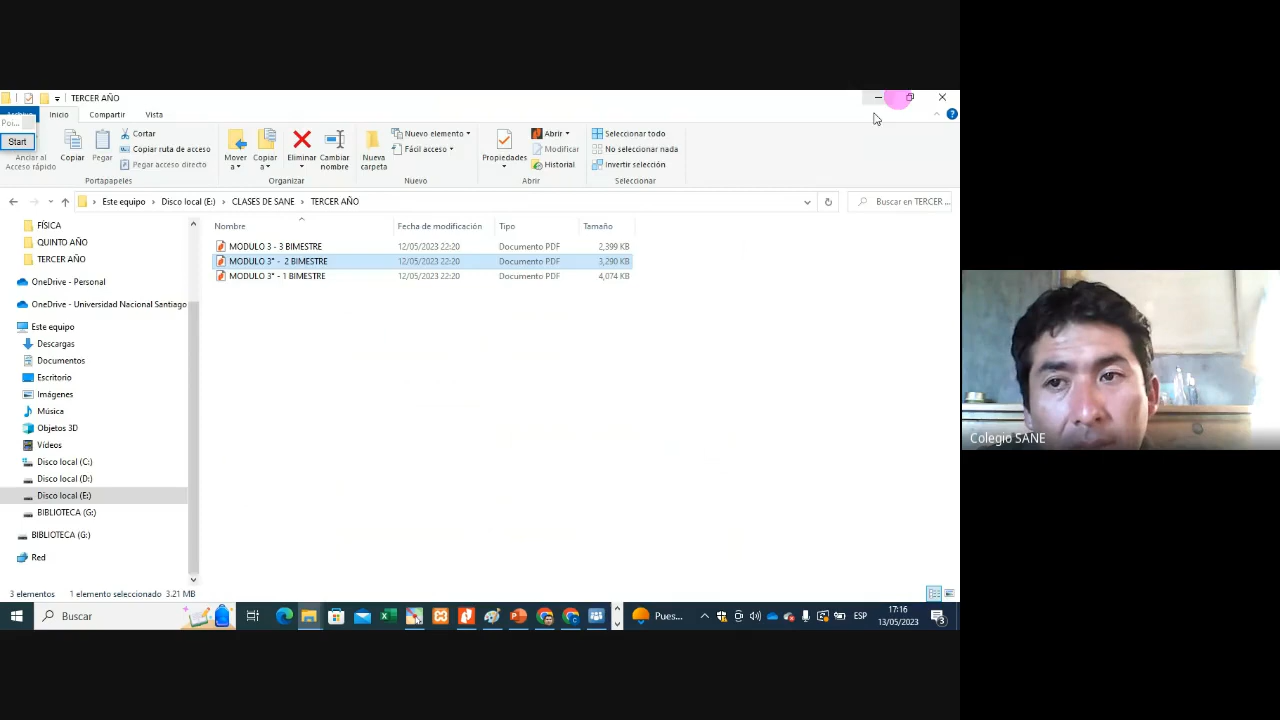 TERCER AÑO
Inicio Compartir Vista
Por...
Start
Anclar al Acceso rápido
Copiar
Pegar
Cortar
Copiar ruta de acceso
Pegar acceso directo
Portapapeles
Mover a
Copiar a
Eliminar
Cambiar nombre
Organizar
Nueva carpeta
Nuevo elemento
Fácil acceso
Nuevo
Propiedades
Abrir
Modificar
Historial
Abrir
Seleccionar todo
No seleccionar nada
Invertir selección
Seleccionar
Este equipo > Disco local (E:) > CLASES DE SANE > TERCER AÑO
Buscar en TERCER ...
FÍSICA
QUINTO AÑO
TERCER AÑO
OneDrive - Personal
OneDrive - Universidad Nacional Santiago
Este equipo
Descargas
Documentos
Escritorio
Imágenes
Música
Objetos 3D
Vídeos
Disco local (C:)
Disco local (D:)
Disco local (E:)
BIBLIOTECA (G:)
BIBLIOTECA (G:)
Red
Nombre Fecha de modificación Tipo Tamaño
MODULO 3 - 3 BIMESTRE 12/05/2023 22:20 Documento PDF 2,399 KB
MODULO 3° - 2 BIMESTRE 12/05/2023 22:20 Documento PDF 3,290 KB
MODULO 3° - 1 BIMESTRE 12/05/2023 22:20 Documento PDF 4,074 KB
3 elementos 1 elemento seleccionado 3.21 MB
Buscar
Pues...
ESP
17:16
13/05/2023
3
Colegio SANE